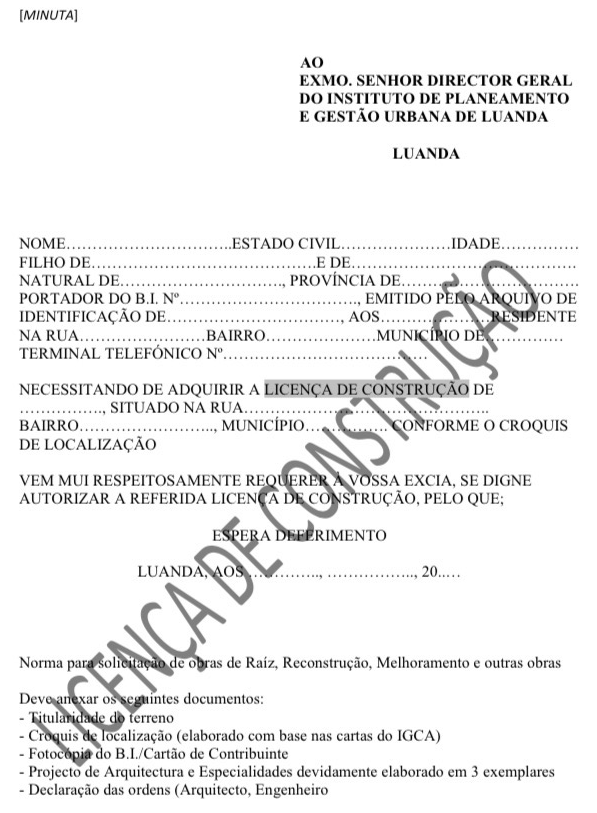 [MINUTA]
AO
EXMO. SENHOR DIRECTOR GERAL
DO INSTITUTO DE PLANEAMENTO
E GESTÃO URBANA DE LUANDA
LUANDA
NOME…………………………..ESTADO CIVIL…………………IDADE……………
FILHO DE…………………………………….E DE…………………………………….
NATURAL DE…………………………., PROVÍNCIA DE…………………………….
PORTADOR DO B.I. Nº……………………………., EMITIDO PELO ARQUIVO DE
IDENTIFICAÇÃO DE……………………………, AOS…………………RESIDENTE
NA RUA……………………BAIRRO…………………MUNICÍPIO DE……………
TERMINAL TELEFÓNICO Nº…………………………………
NECESSITANDO DE ADQUIRIR A LICENÇA DE CONSTRUÇÃO DE
……………., SITUADO NA RUA………………………………………..
BAIRRO…………………….., MUNICÍPIO……………. CONFORME O CROQUIS
DE LOCALIZAÇÃO
VEM MUI RESPEITOSAMENTE REQUERER À VOSSA EXCIA, SE DIGNE
AUTORIZAR A REFERIDA LICENÇA DE CONSTRUÇÃO, PELO QUE;
ESPERA DEFERIMENTO
LUANDA, AOS ………….., …………….., 20..…
LICENÇA DE CONSTRUÇÃO
Norma para solicitação de obras de Raíz, Reconstrução, Melhoramento e outras obras
Deve anexar os seguintes documentos:
- Titularidade do terreno
- Croquis de localização (elaborado com base nas cartas do IGCA)
- Fotocópia do B.I./Cartão de Contribuinte
- Projecto de Arquitectura e Especialidades devidamente elaborado em 3 exemplares
- Declaração das ordens (Arquitecto, Engenheiro